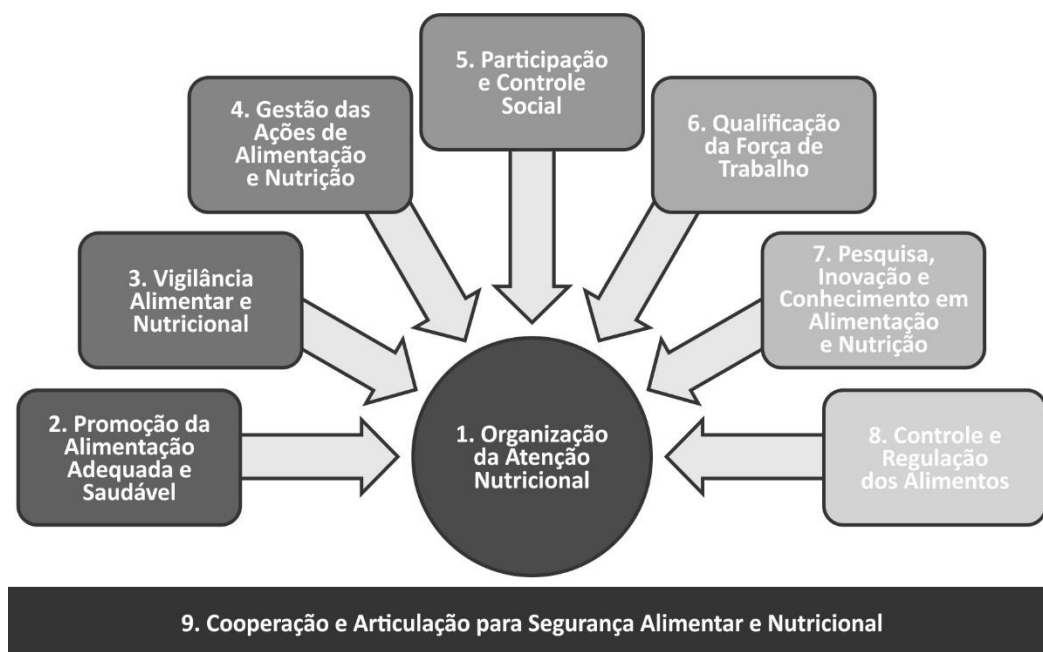 5. Participação
e Controle
Social
4. Gestão das
Ações de
Alimentação
e Nutrição
6. Qualificação
da Força de
Trabalho
3. Vigilância
Alimentar e
Nutricional
7. Pesquisa,
Inovação e
Conhecimento em
Alimentação
e Nutrição
2. Promoção da
Alimentação
Adequada e
Saudável
1. Organização
da Atenção
Nutricional
8. Controle e
Regulação
dos Alimentos
9. Cooperação e Articulação para Segurança Alimentar e Nutricional